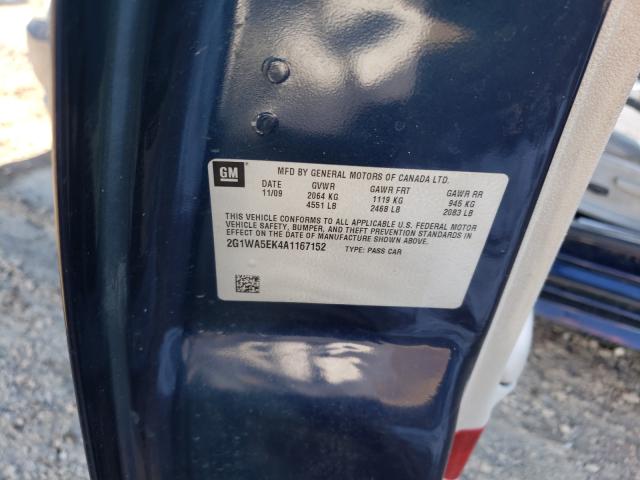 GM
MFD BY GENERAL MOTORS OF CANADA LTD.
DATE GVWR GAWR FRT GAWR RR
11/09 2064 KG 1119 KG 945 KG
4551 LB 2468 LB 2083 LB
THIS VEHICLE CONFORMS TO ALL APPLICABLE U.S. FEDERAL MOTOR
VEHICLE SAFETY, BUMPER, AND THEFT PREVENTION STANDARDS IN
EFFECT ON THE DATE OF MANUFACTURE SHOWN ABOVE.
2G1WA5EK4A1167152 TYPE: PASS CAR